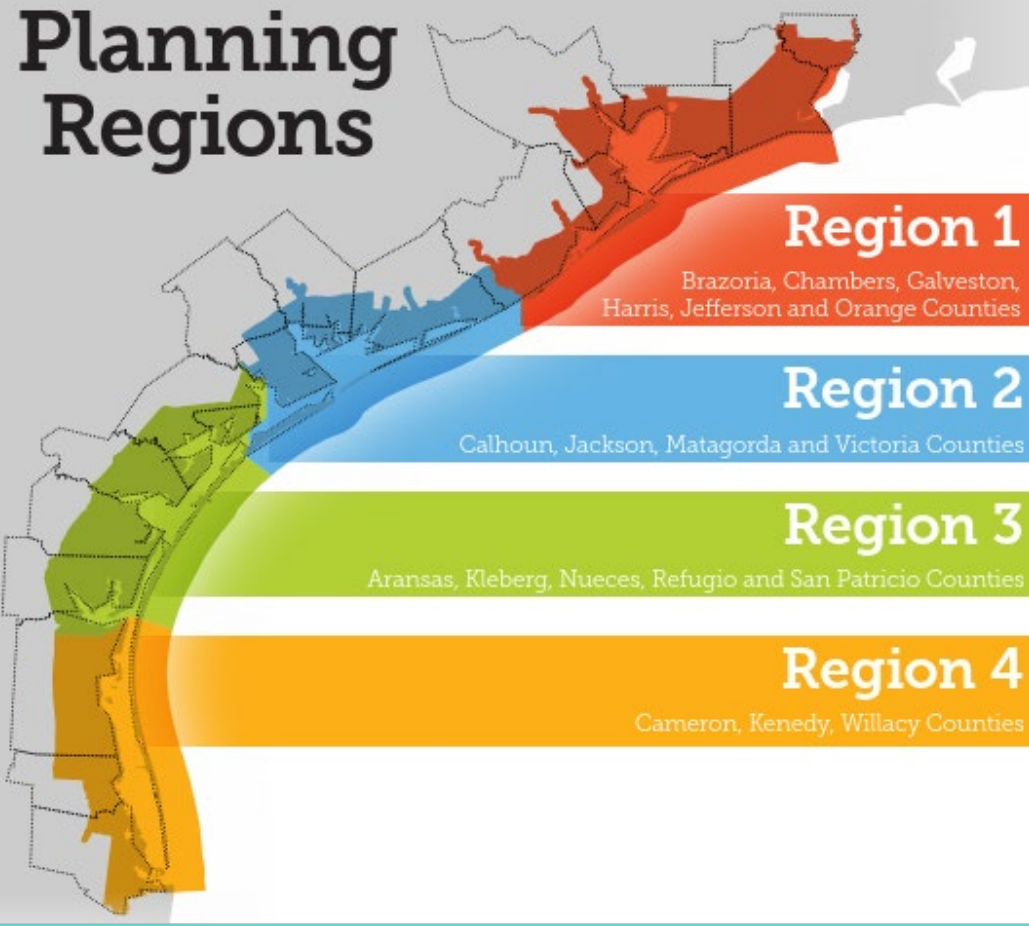 Planning
Regions
Region 1
Brazoria, Chambers, Galveston,
Harris, Jefferson and Orange Counties
Region 2
Calhoun, Jackson, Matagorda and Victoria Counties
Region 3
Aransas, Kleberg, Nueces, Refugio and San Patricio Counties
Region 4
Cameron, Kenedy, Willacy Counties